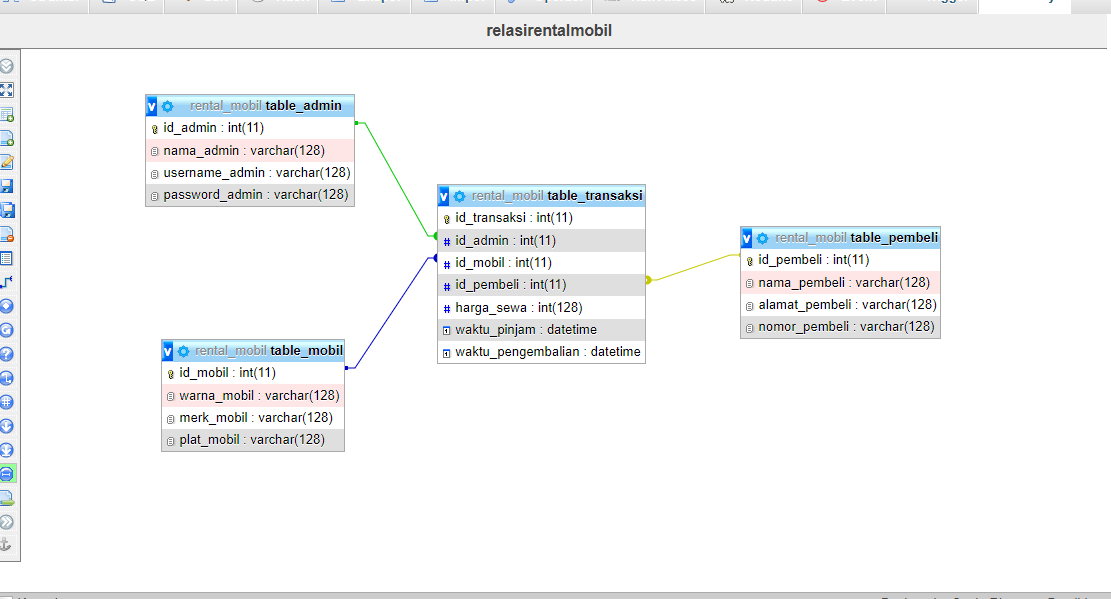 relasirentalmobil
rental_mobil table_admin
id_admin : int(11)
nama_admin : varchar(128)
username_admin : varchar(128)
password_admin : varchar(128)
rental_mobil table_transaksi
id_transaksi : int(11)
id_admin : int(11)
id_mobil : int(11)
id_pembeli : int(11)
harga_sewa : int(128)
waktu_pinjam : datetime
waktu_pengembalian : datetime
rental_mobil table_pembeli
id_pembeli : int(11)
nama_pembeli : varchar(128)
alamat_pembeli : varchar(128)
nomor_pembeli : varchar(128)
rental_mobil table_mobil
id_mobil : int(11)
warna_mobil : varchar(128)
merk_mobil : varchar(128)
plat_mobil : varchar(128)